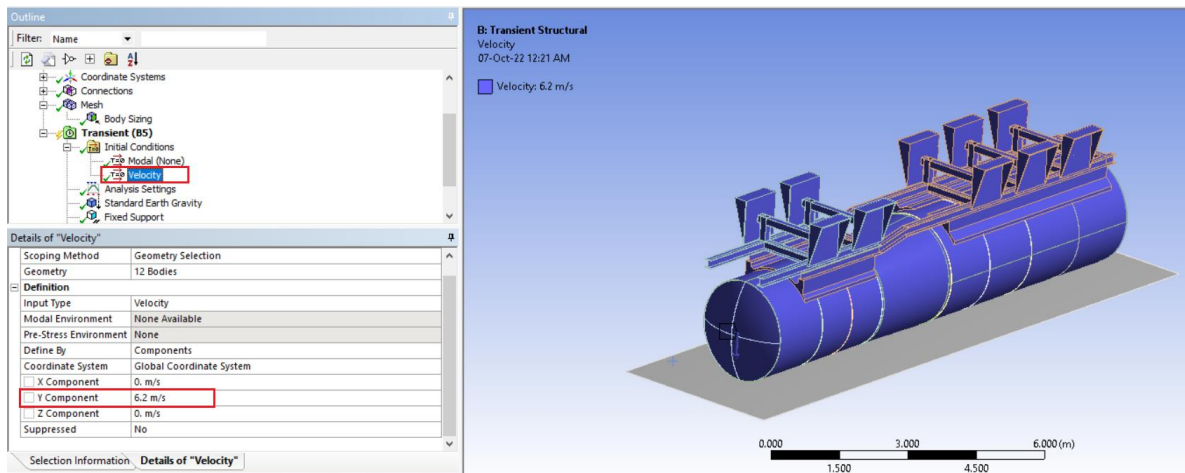 Outline
Filter: Name
Coordinate Systems
Connections
Mesh
Body Sizing
Transient (B5)
Initial Conditions
Modal (None)
Velocity
Analysis Settings
Standard Earth Gravity
Fixed Support
Details of "Velocity"
Scoping Method Geometry Selection
Geometry 12 Bodies
Definition
Input Type Velocity
Modal Environment None Available
Pre-Stress Environment None
Define By Components
Coordinate System Global Coordinate System
X Component 0. m/s
Y Component 6.2 m/s
Z Component 0. m/s
Suppressed No
Selection Information Details of "Velocity"
B: Transient Structural
Velocity
07-Oct-22 12:21 AM
Velocity: 6.2 m/s
0.000 3.000 6.000 (m)
1.500 4.500